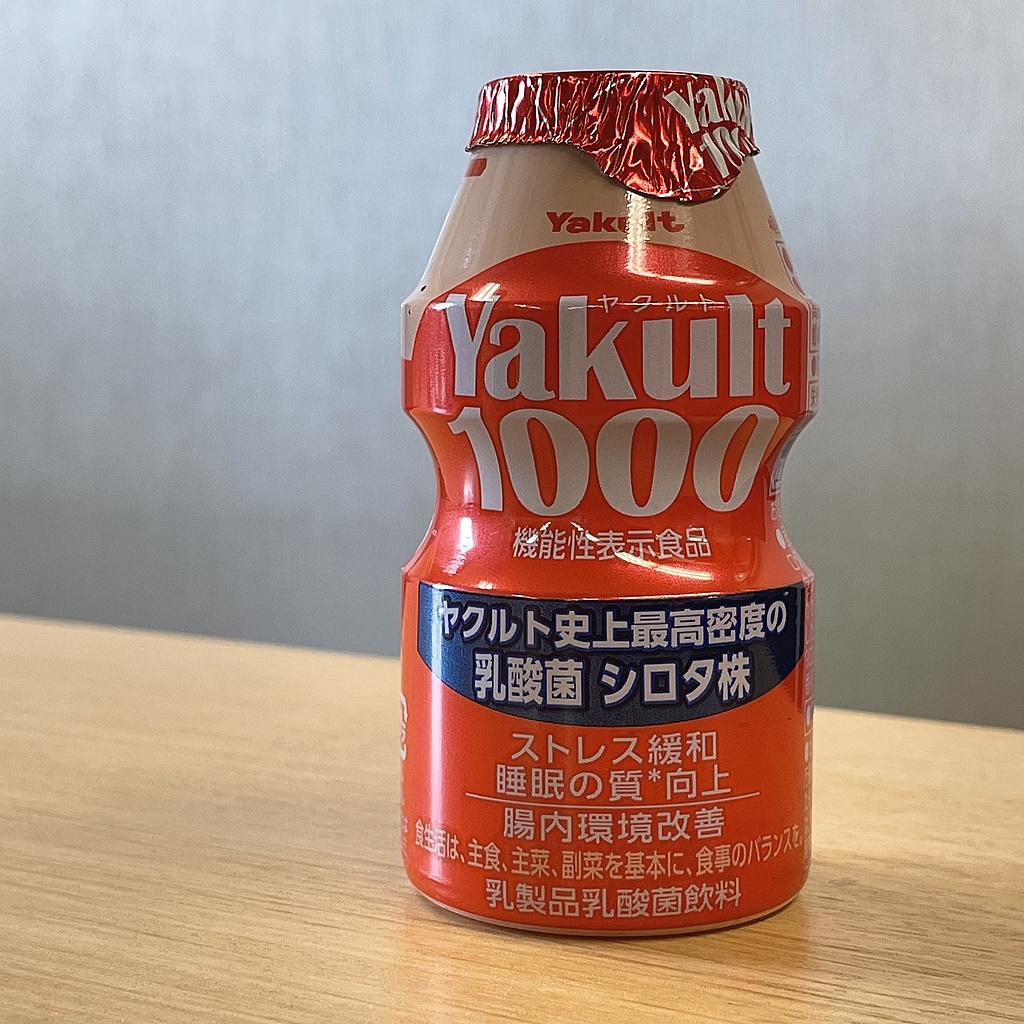 Yakult
1000
Yakult
ヤクルト
Yakult
1000
機能性表示食品
ヤクルト史上最高密度の
乳酸菌 シロタ株
ストレス緩和
睡眠の質*向上
腸内環境改善
食生活は、主食、主菜、副菜を基本に、食事のバランスを。
乳製品乳酸菌飲料